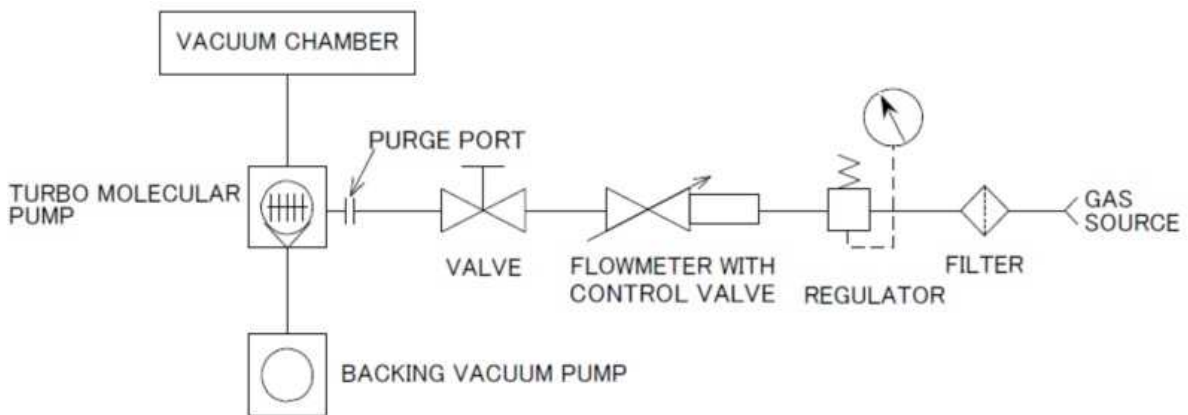 VACUUM CHAMBER
PURGE PORT
TURBO MOLECULAR
PUMP
VALVE
FLOWMETER WITH
CONTROL VALVE
REGULATOR
FILTER
GAS
SOURCE
BACKING VACUUM PUMP